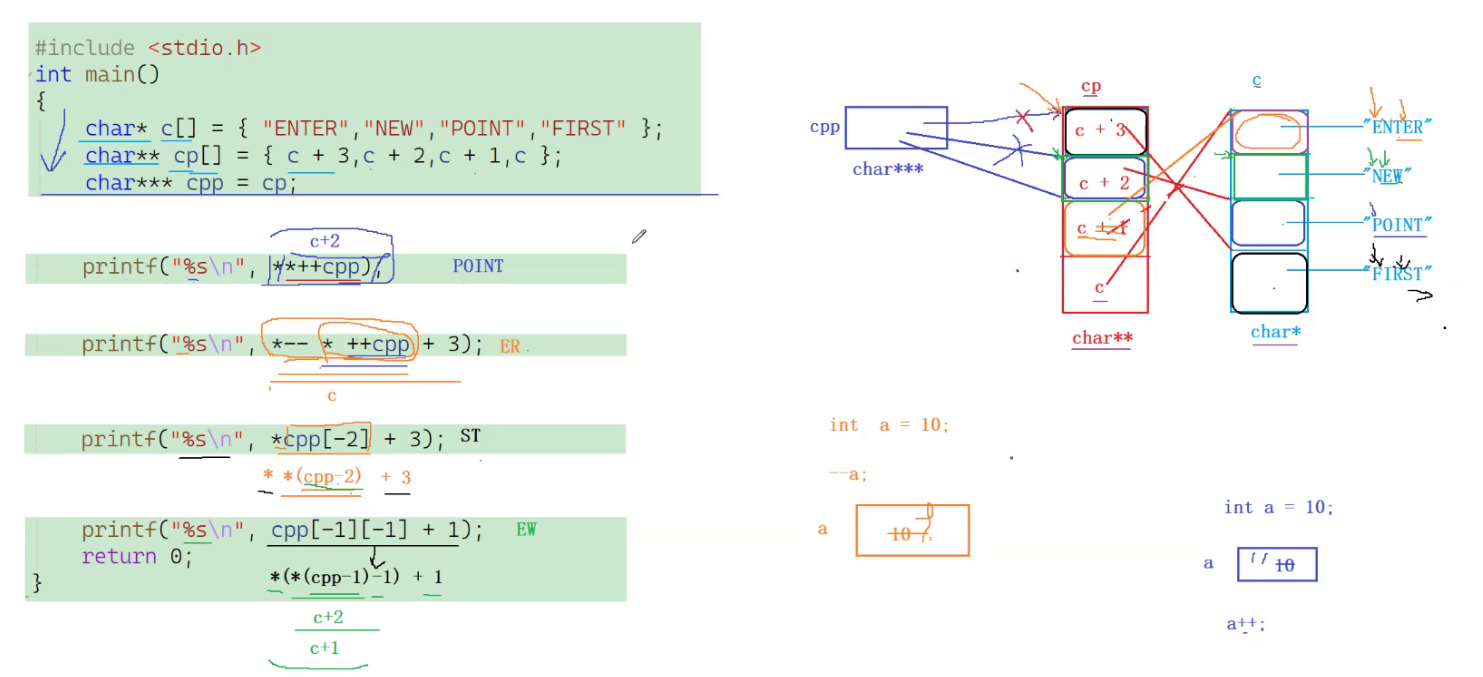 #include <stdio.h>
int main()
{
char* c[] = { "ENTER","NEW","POINT","FIRST" };
char** cp[] = { c + 3,c + 2,c + 1,c };
char*** cpp = cp;
c+2
printf("%s\n", **++cpp);
POINT
printf("%s\n", *-- * ++cpp + 3);
ER
c
printf("%s\n", *cpp[-2] + 3);
ST
* *(cpp-2) + 3
printf("%s\n", cpp[-1][-1] + 1);
EW
return 0;
*(*(cpp-1)-1) + 1
}
c+2
c+1
cpp
char***
cp
c + 3
c + 2
c + 1
c
char**
c
"ENTER"
"NEW"
"POINT"
"FIRST"
char*
int a = 10;
--a;
a
10
9
int a = 10;
a
11
10
a++;